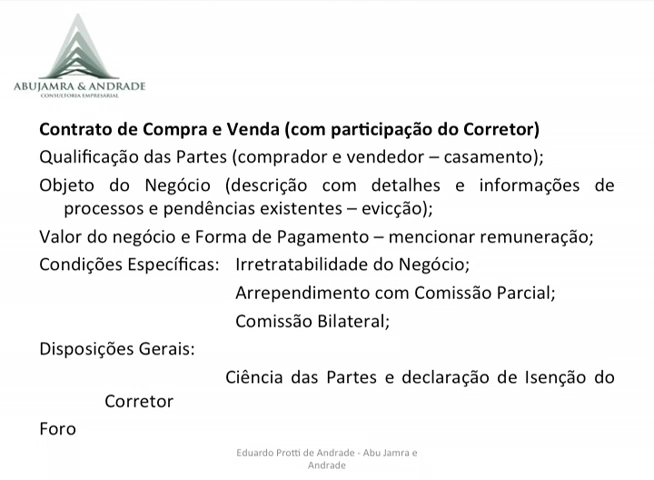 ABUJAMRA & ANDRADE
CONSULTORIA EMPRESARIAL
Contrato de Compra e Venda (com participação do Corretor)
Qualificação das Partes (comprador e vendedor – casamento);
Objeto do Negócio (descrição com detalhes e informações de
processos e pendências existentes – evicção);
Valor do negócio e Forma de Pagamento – mencionar remuneração;
Condições Específicas: Irretratabilidade do Negócio;
Arrependimento com Comissão Parcial;
Comissão Bilateral;
Disposições Gerais:
Ciência das Partes e declaração de Isenção do
Corretor
Foro
Eduardo Protti de Andrade - Abu Jamra e
Andrade